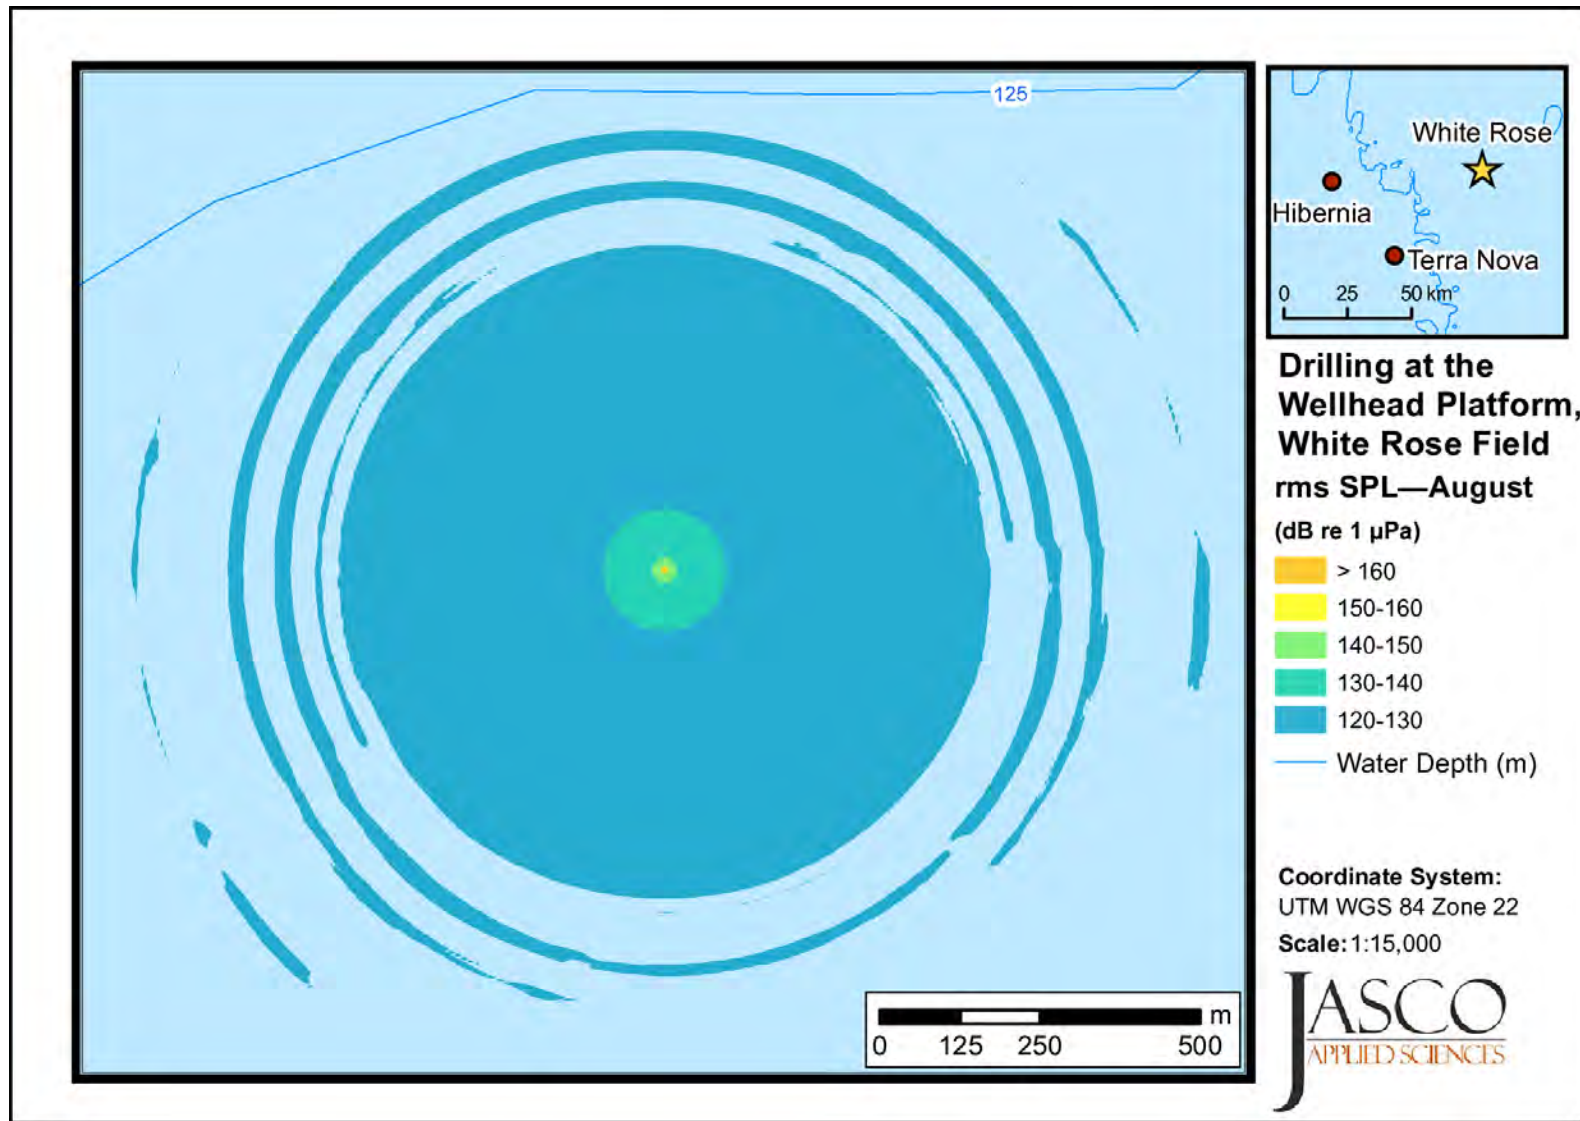 125
White Rose
Hibernia
Terra Nova
0 25 50 km
Drilling at the
Wellhead Platform,
White Rose Field
rms SPL—August
(dB re 1 µPa)
> 160
150-160
140-150
130-140
120-130
Water Depth (m)
Coordinate System:
UTM WGS 84 Zone 22
Scale: 1:15,000
m
0 125 250 500
JASCO
APPLIED SCIENCES